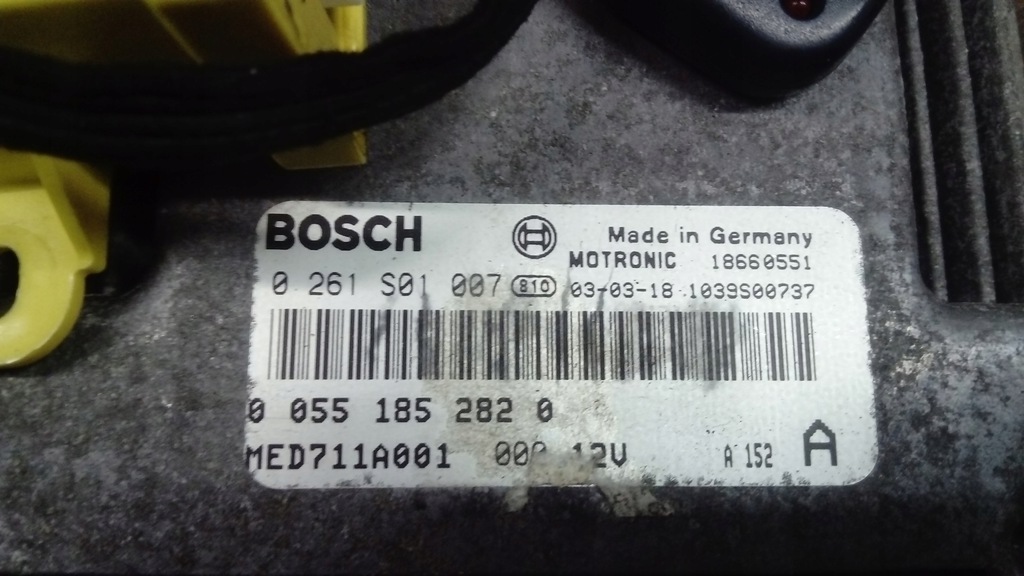 BOSCH Made in Germany
MOTRONIC 18660551
0 261 S01 007 810 03-03-18 1039S00737
0 055 185 282 0
MED711A001 12V A 152 A